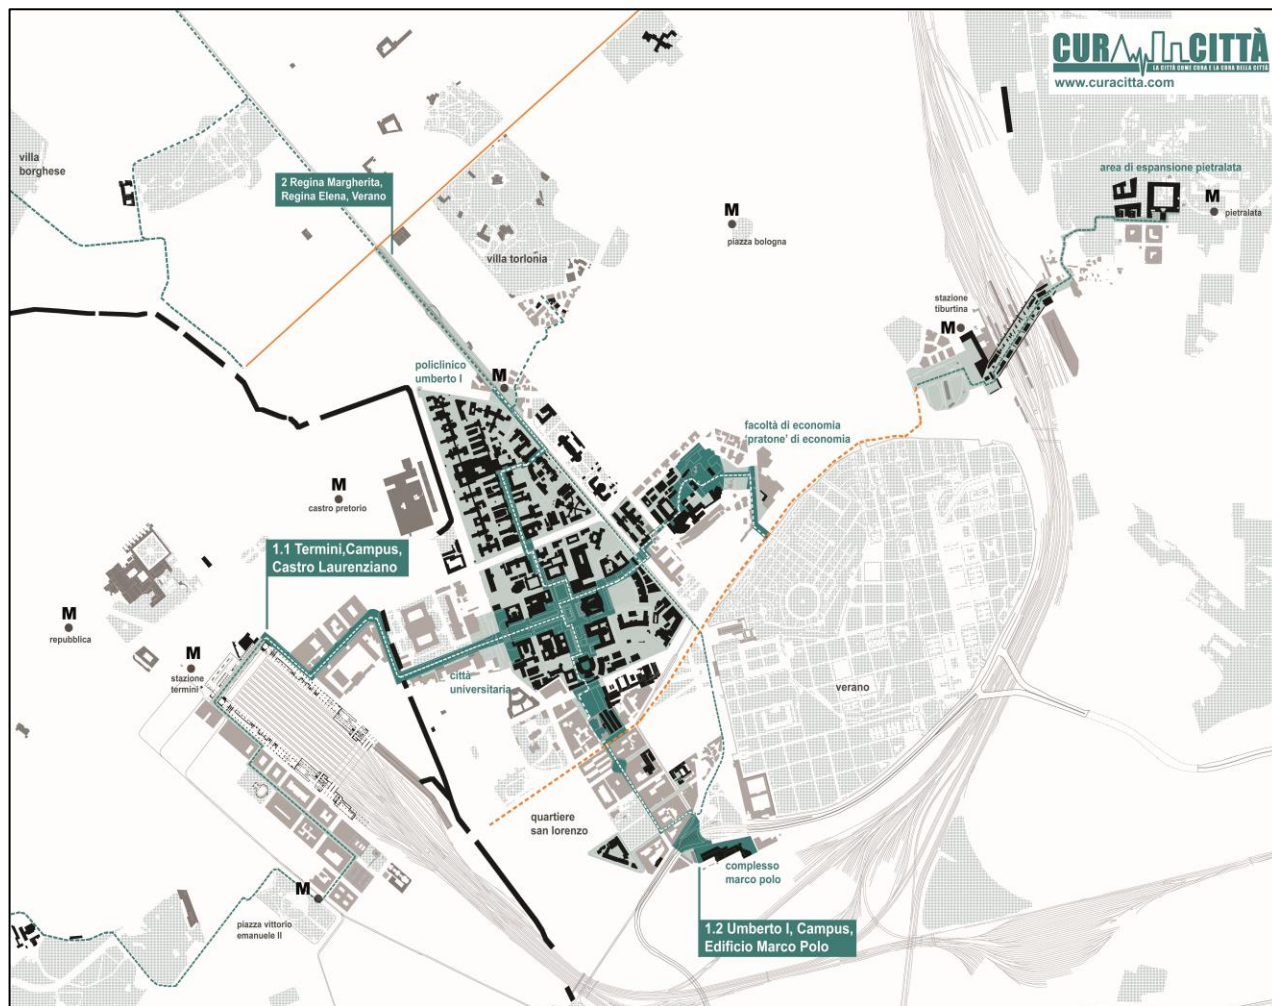 CURA IN CITTÀ
LA CITTÀ COME CURA E LA CURA DELLA CITTÀ
www.curacitta.com
villa
borghese
2 Regina Margherita,
Regina Elena, Verano
area di espansione pietralata
M
pietralata
M
piazza bologna
villa torlonia
stazione
tiburtina
M
policlinico
umberto I
M
facoltà di economia
'pratone' di economia
M
castro pretorio
1.1 Termini,Campus,
Castro Laurenziano
M
repubblica
M
stazione
termini
città
universitaria
verano
quartiere
san lorenzo
complesso
marco polo
M
piazza vittorio
emanuele II
1.2 Umberto I, Campus,
Edificio Marco Polo